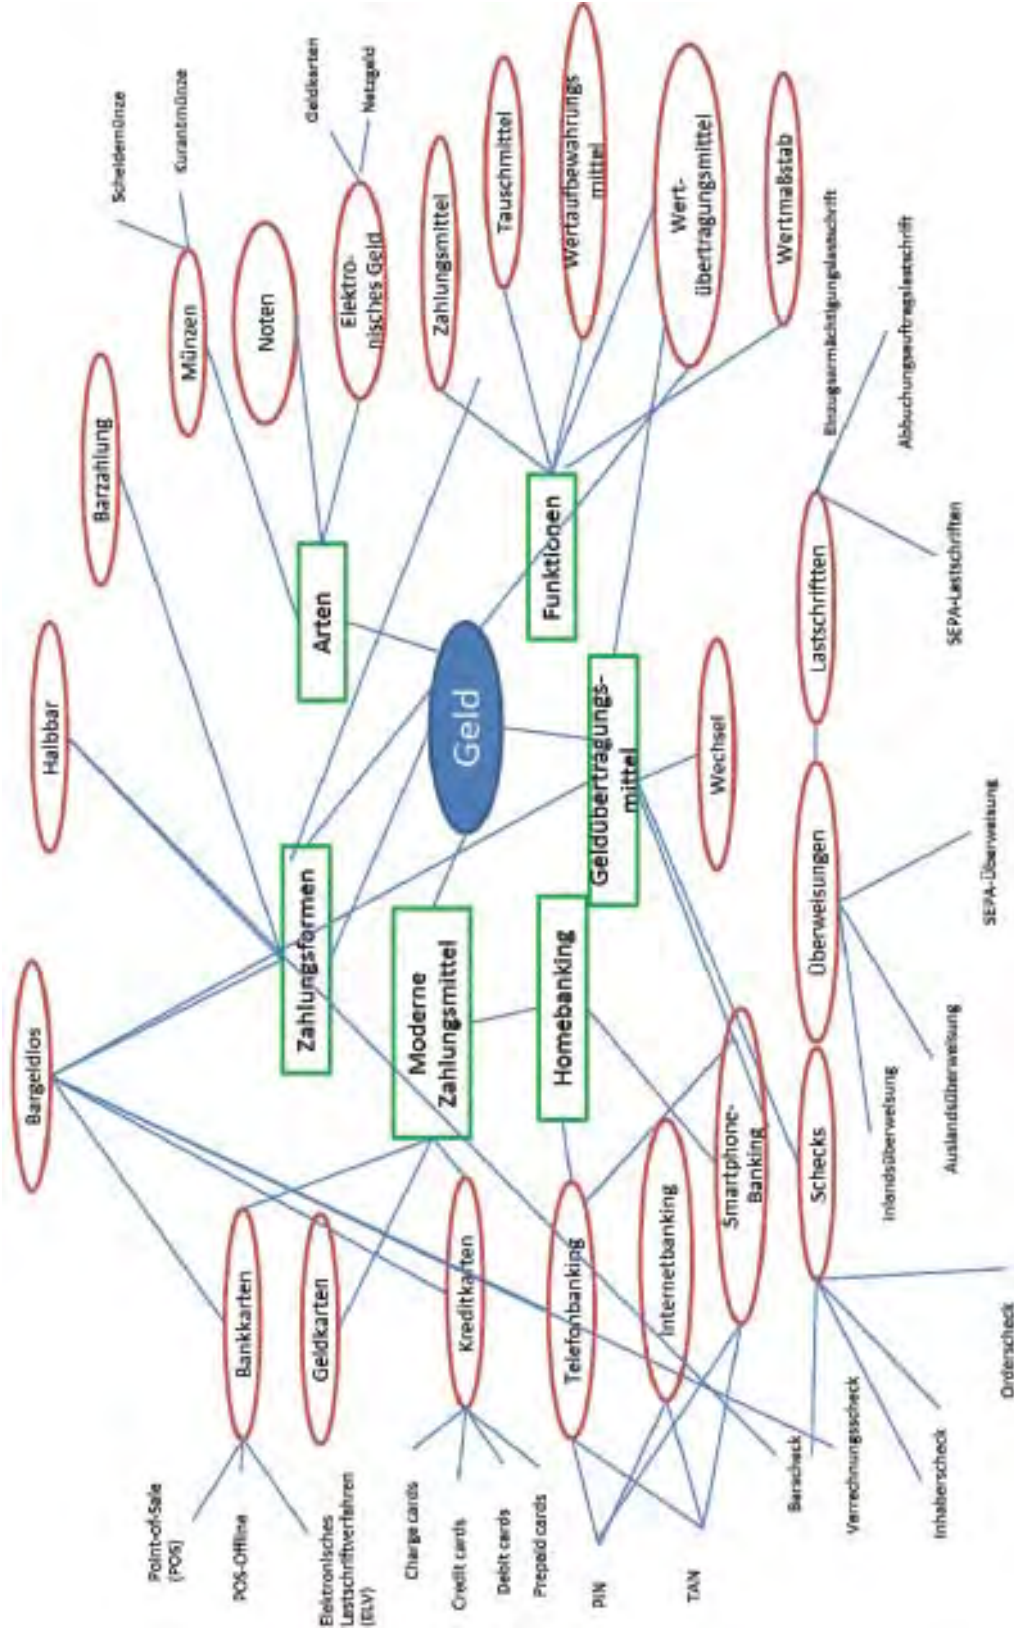 Bargeldlos
Halbbar
Barzahlung
Scheidemünze
Kurantmünze
Münzen
Point-of-Sale
(POS)
POS-Offline
Bankkarten
Noten
Zahlungsformen
Arten
Geldkarten
Netzgeld
Elektronisches
Lastschriftverfahren
(ELV)
Geldkarten
Elektro-
nisches Geld
Charge cards
Credit cards
Debit cards
Prepaid cards
Kreditkarten
Moderne
Zahlungsmittel
Geld
Zahlungsmittel
Tauschmittel
Homebanking
Funktionen
Telefonbanking
Wertaufbewahrungs
mittel
Geldübertragungs-
mittel
PIN
TAN
Internetbanking
Wert-
übertragungsmittel
Smartphone-
Banking
Wechsel
Wertmaßstab
Barscheck
Verrechnungsscheck
Schecks
Überweisungen
Lastschriftten
Einzugsermächtigungslastschrift
Abbuchungsauftragslastschrift
Inlandsüberweisung
Auslandsüberweisung
SEPA-Überweisung
SEPA-Lastschriften
Inhaberscheck
Orderscheck